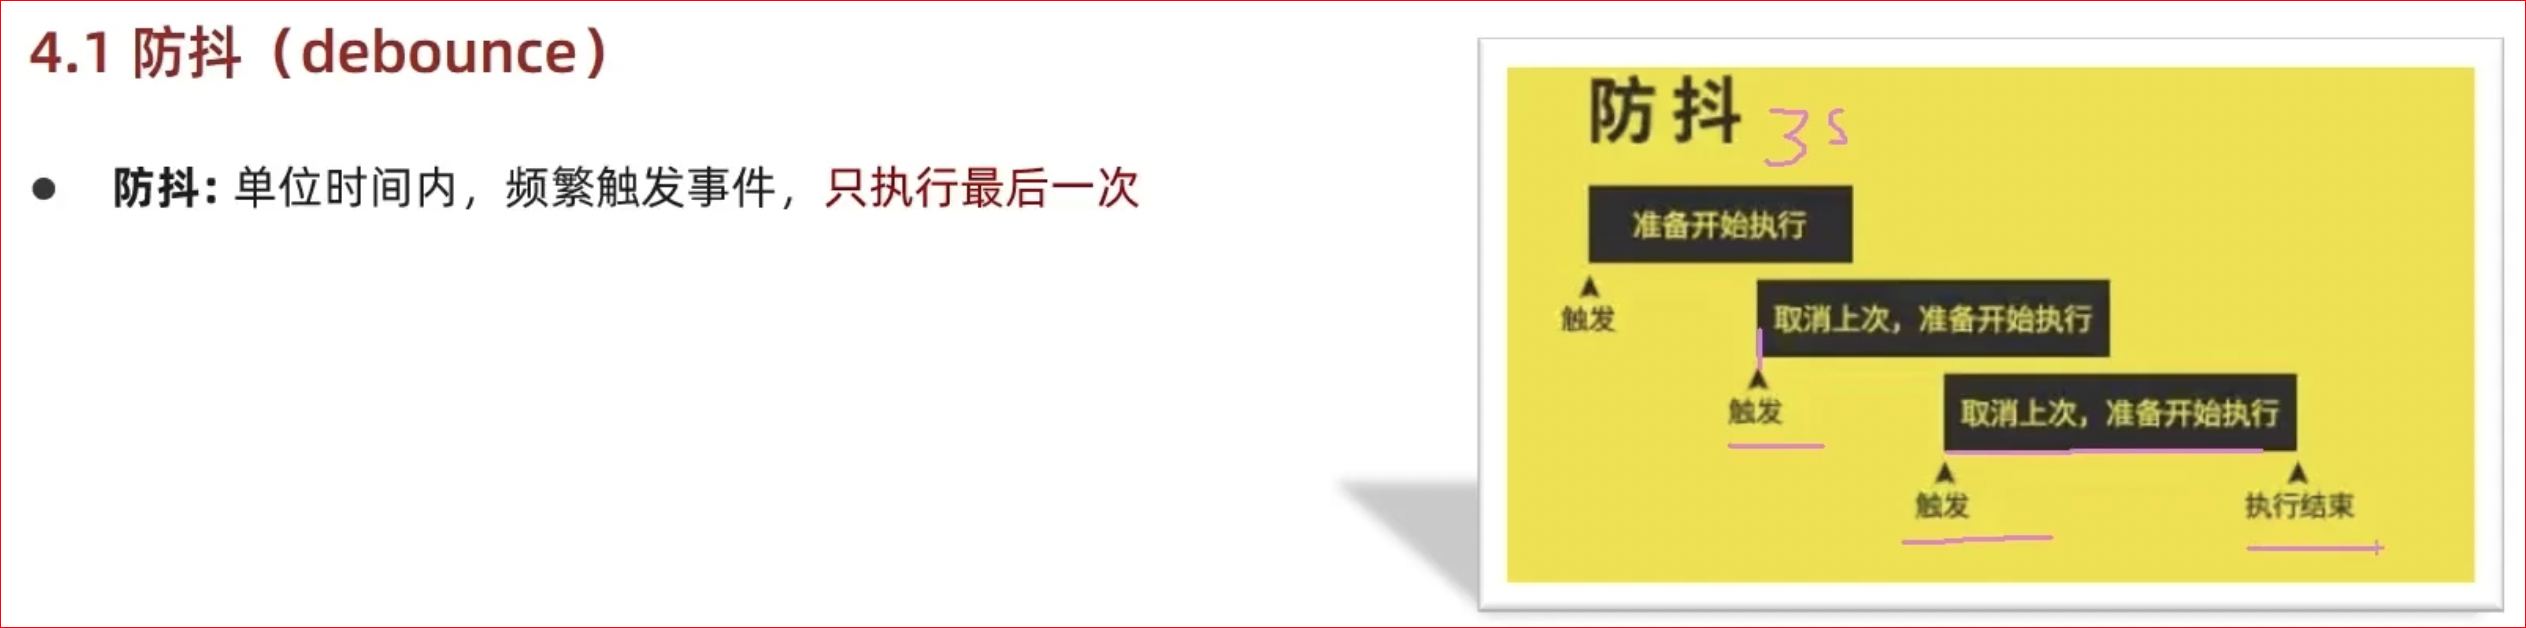 4.1 防抖（debounce）
● 防抖：单位时间内，频繁触发事件，只执行最后一次
防抖 3s
准备开始执行
触发
取消上次，准备开始执行
触发
取消上次，准备开始执行
触发
执行结束